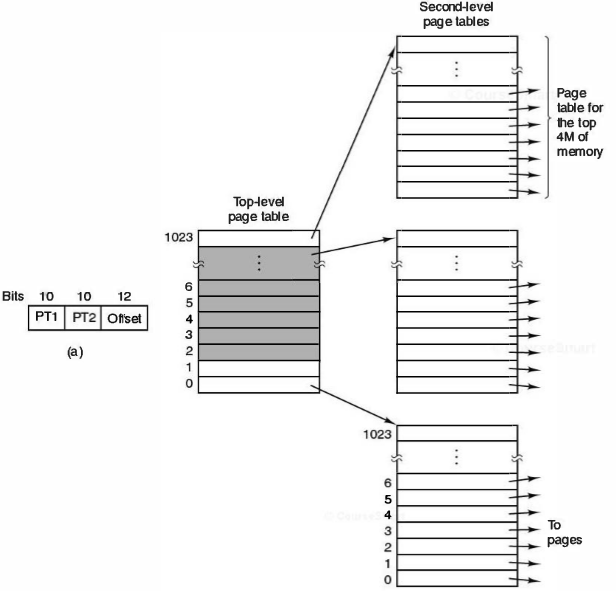 Second-level
page tables
Page
table for
the top
4M of
memory
Top-level
page table
1023
6
5
4
3
2
1
0
Bits 10 10 12
PT1 PT2 Offset
(a)
1023
6
5
4
3
2
1
0
To
pages